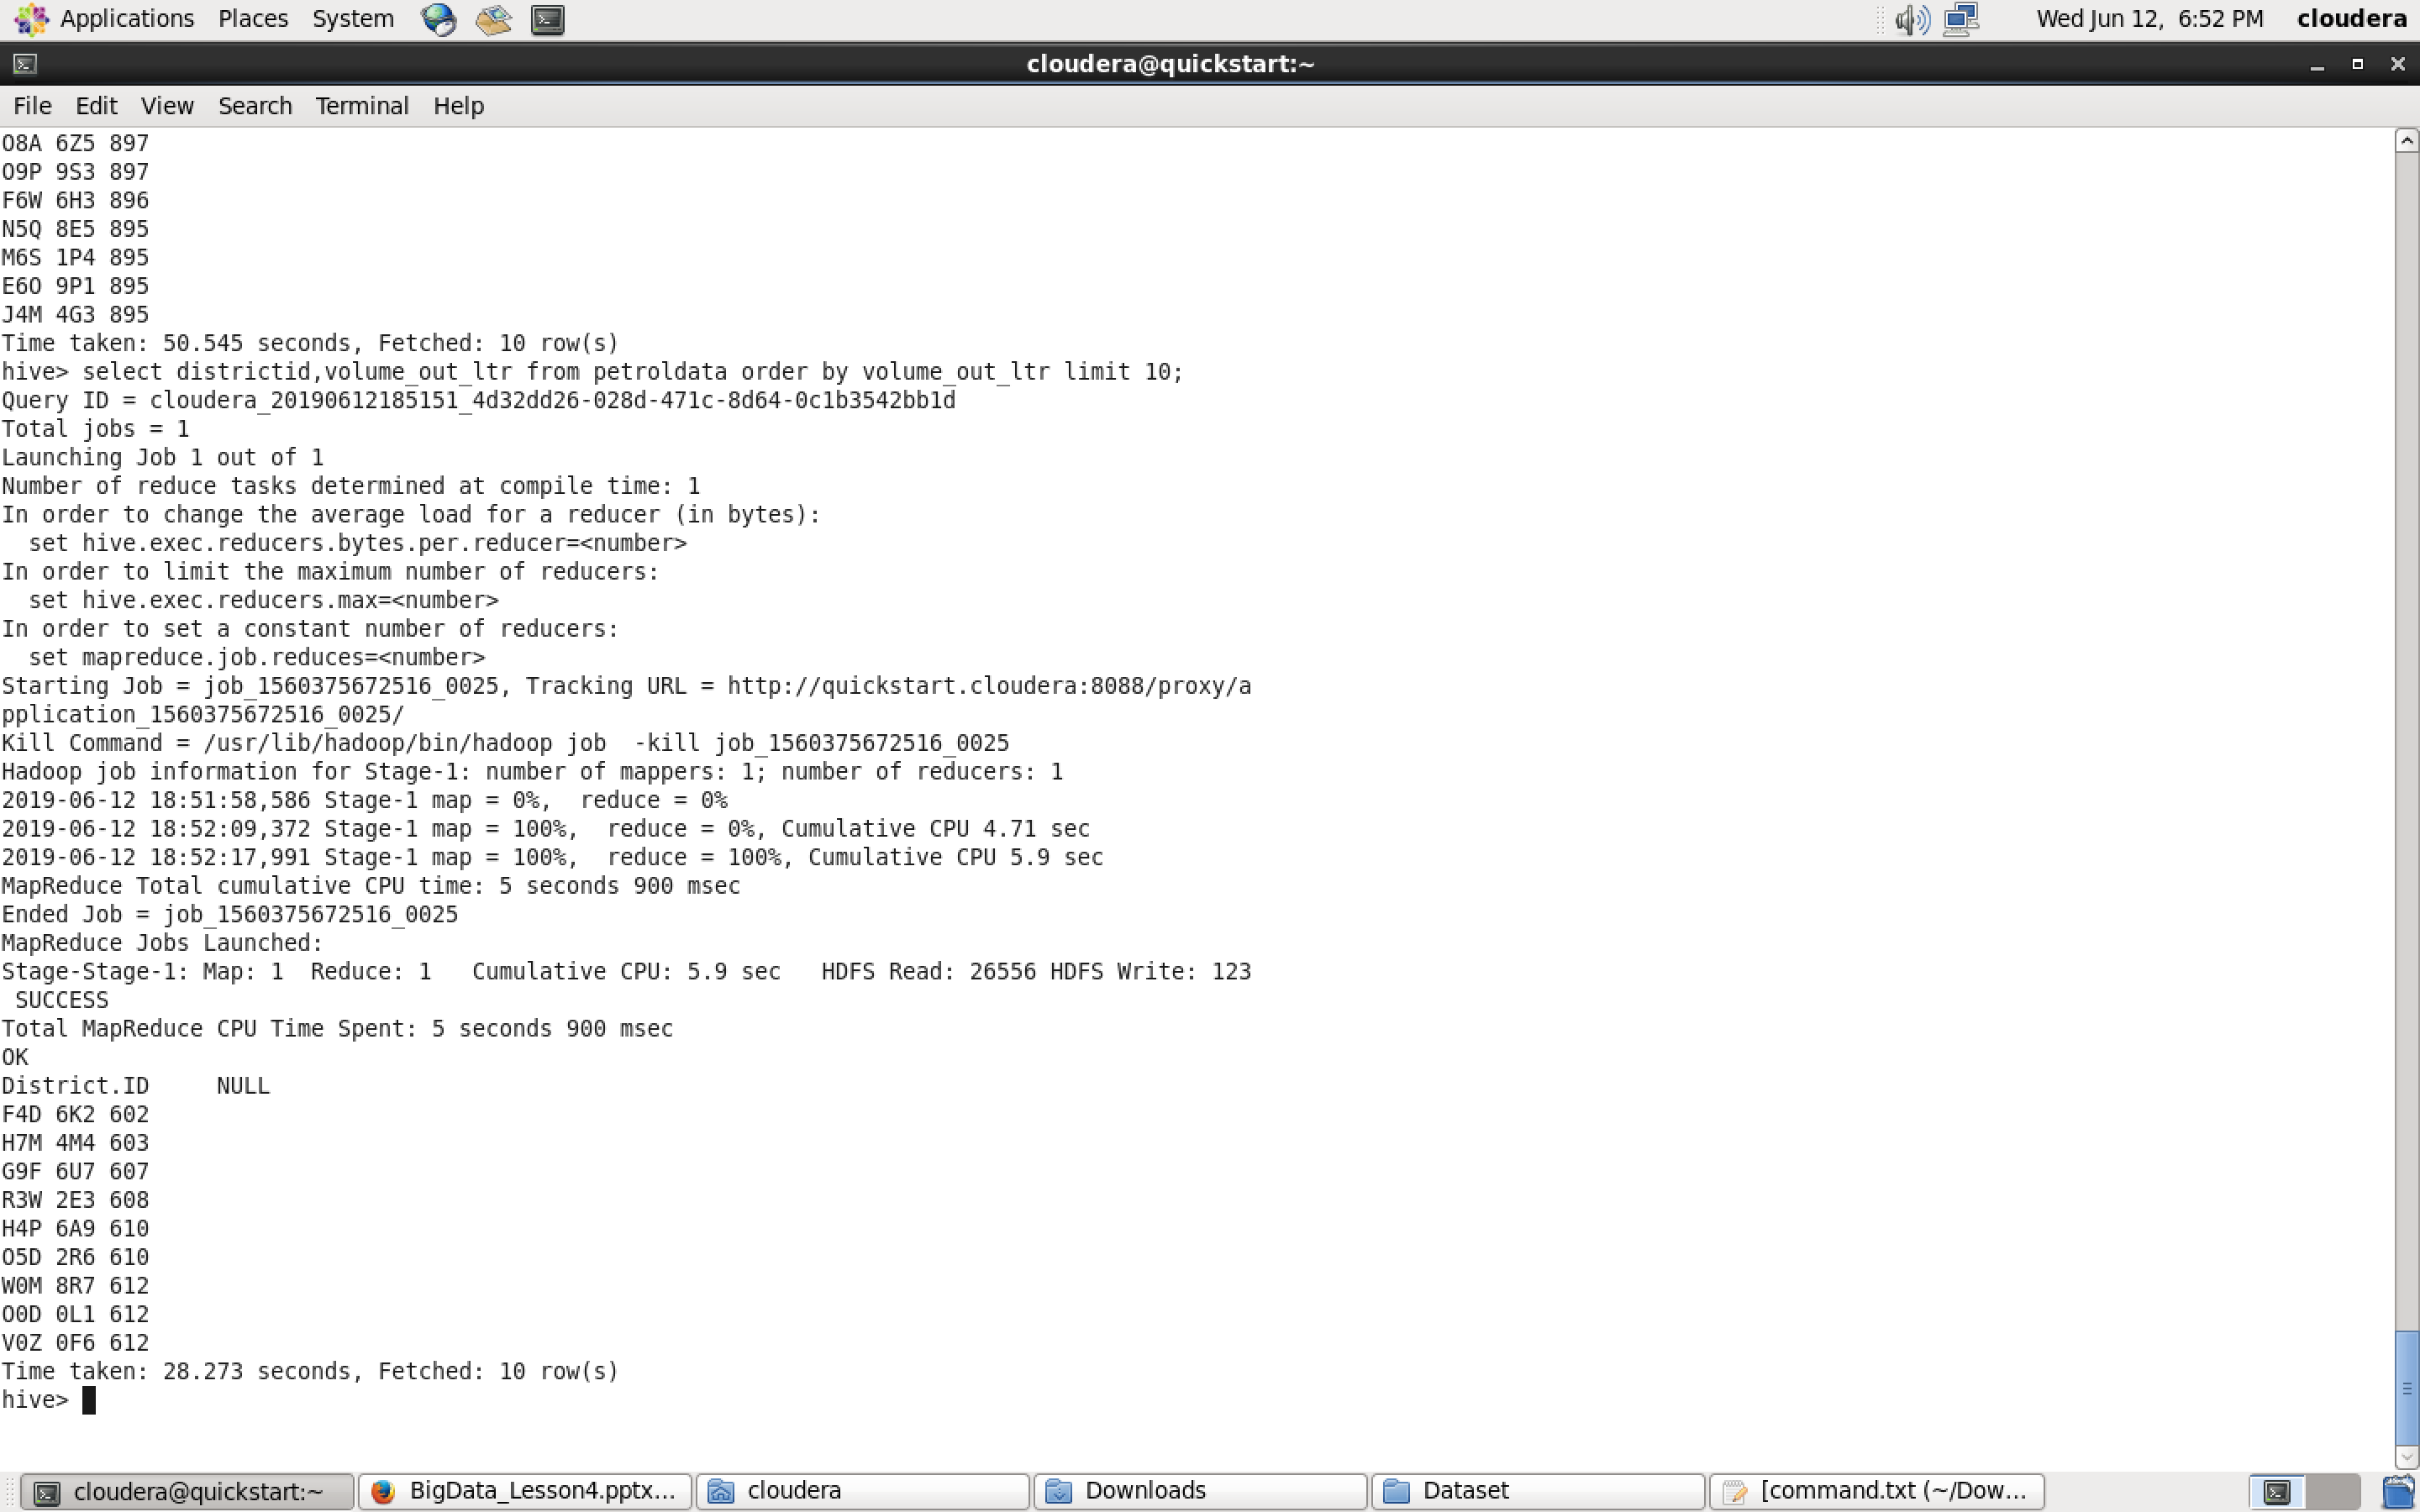 Applications Places System Wed Jun 12, 6:52 PM cloudera
cloudera@quickstart:~
File Edit View Search Terminal Help
O8A 6Z5 897
O9P 9S3 897
F6W 6H3 896
N5Q 8E5 895
M6S 1P4 895
E6O 9P1 895
J4M 4G3 895
Time taken: 50.545 seconds, Fetched: 10 row(s)
hive> select districtid,volume_out_ltr from petroldata order by volume_out_ltr limit 10;
Query ID = cloudera_20190612185151_4d32dd26-028d-471c-8d64-0c1b3542bb1d
Total jobs = 1
Launching Job 1 out of 1
Number of reduce tasks determined at compile time: 1
In order to change the average load for a reducer (in bytes):
  set hive.exec.reducers.bytes.per.reducer=<number>
In order to limit the maximum number of reducers:
  set hive.exec.reducers.max=<number>
In order to set a constant number of reducers:
  set mapreduce.job.reduces=<number>
Starting Job = job_1560375672516_0025, Tracking URL = http://quickstart.cloudera:8088/proxy/a
pplication_1560375672516_0025/
Kill Command = /usr/lib/hadoop/bin/hadoop job  -kill job_1560375672516_0025
Hadoop job information for Stage-1: number of mappers: 1; number of reducers: 1
2019-06-12 18:51:58,586 Stage-1 map = 0%,  reduce = 0%
2019-06-12 18:52:09,372 Stage-1 map = 100%,  reduce = 0%, Cumulative CPU 4.71 sec
2019-06-12 18:52:17,991 Stage-1 map = 100%,  reduce = 100%, Cumulative CPU 5.9 sec
MapReduce Total cumulative CPU time: 5 seconds 900 msec
Ended Job = job_1560375672516_0025
MapReduce Jobs Launched:
Stage-Stage-1: Map: 1  Reduce: 1   Cumulative CPU: 5.9 sec   HDFS Read: 26556 HDFS Write: 123
 SUCCESS
Total MapReduce CPU Time Spent: 5 seconds 900 msec
OK
District.ID     NULL
F4D 6K2 602
H7M 4M4 603
G9F 6U7 607
R3W 2E3 608
H4P 6A9 610
O5D 2R6 610
W0M 8R7 612
O0D 0L1 612
V0Z 0F6 612
Time taken: 28.273 seconds, Fetched: 10 row(s)
hive>
cloudera@quickstart:~ BigData_Lesson4.pptx... cloudera Downloads Dataset [command.txt (~/Dow...